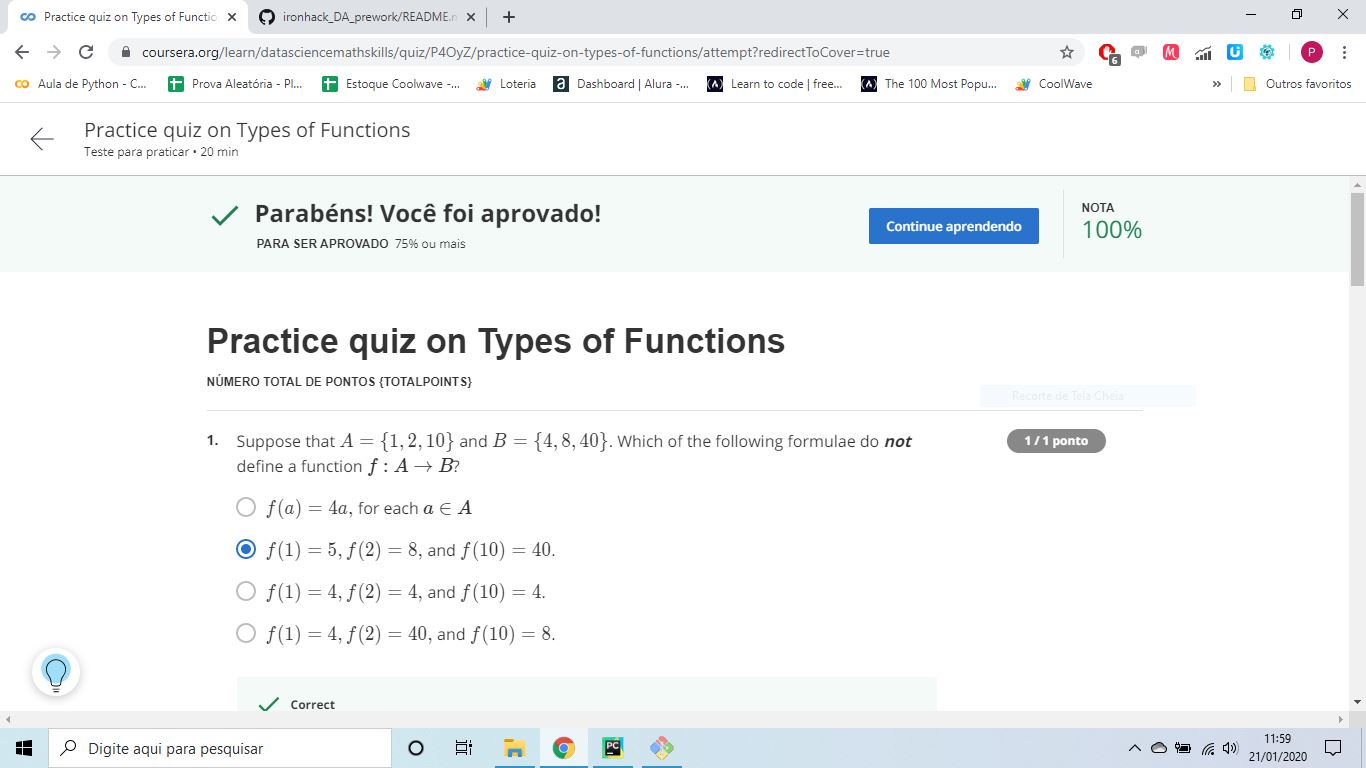 Practice quiz on Types of Functio
ironhack_DA_prework/README.m
coursera.org/learn/datasciencemathskills/quiz/P4OyZ/practice-quiz-on-types-of-functions/attempt?redirectToCover=true
6
P
Aula de Python - C...
Prova Aleatória - Pl...
Estoque Coolwave -...
Loteria
Dashboard | Alura -...
Learn to code | free...
The 100 Most Popu...
CoolWave
»
Outros favoritos
Practice quiz on Types of Functions
Teste para praticar • 20 min
Parabéns! Você foi aprovado!
PARA SER APROVADO 75% ou mais
Continue aprendendo
NOTA
100%
Practice quiz on Types of Functions
NÚMERO TOTAL DE PONTOS {TOTALPOINTS}
Recorte de Tela Cheia
1. Suppose that A = {1, 2, 10} and B = {4, 8, 40}. Which of the following formulae do not
define a function f : A → B?
1 / 1 ponto
f(a) = 4a, for each a ∈ A
f(1) = 5, f(2) = 8, and f(10) = 40.
f(1) = 4, f(2) = 4, and f(10) = 4.
f(1) = 4, f(2) = 40, and f(10) = 8.
Correct
Digite aqui para pesquisar
PC
11:59
21/01/2020